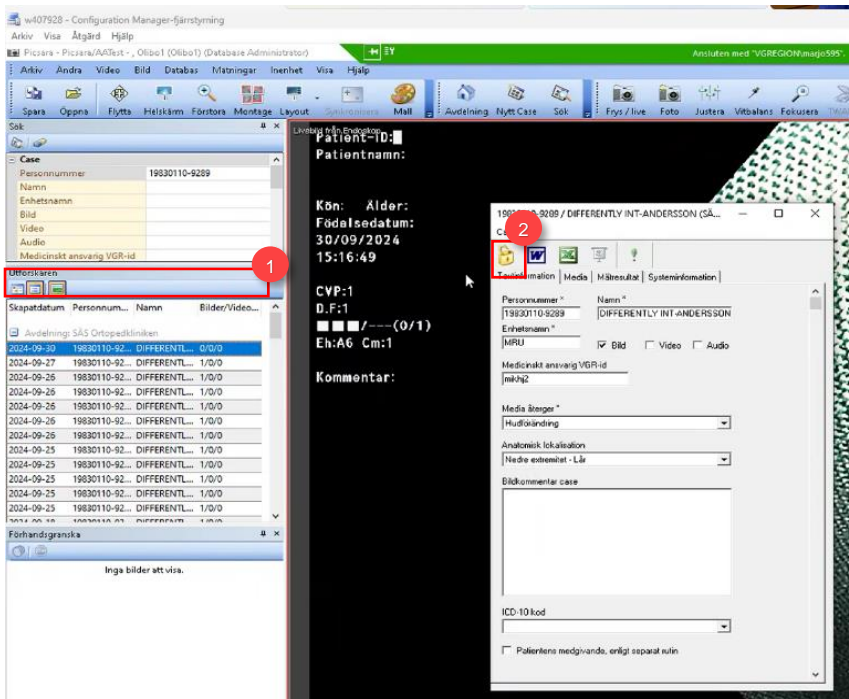 w407928 - Configuration Manager-fjärrstyrning
Arkiv Visa Åtgärd Hjälp
Picsara - Picsara/AATest - , Olibo1 (Olibo1) (Database Administrator)
Ansluten med "VGREGION\marjo595".
Arkiv Ändra Video Bild Databas Mätningar Inenhet Visa Hjälp
Spara Öppna Flytta Helskärm Förstora Montage Layout Synkronisera Mall Avdelning Nytt Case Sök Frys / live Foto Justera Vitbalans Fokusera
Sök
Case
Personnummer 19830110-9289
Namn
Enhetsnamn
Bild
Video
Audio
Medicinskt ansvarig VGR-id
1
Utforskaren
Skapatdatum Personnum... Namn Bilder/Video...
Avdelning: SÄS Ortopedkliniken
2024-09-30 19830110-92... DIFFERENTL... 0/0/0
2024-09-27 19830110-92... DIFFERENTL... 1/0/0
2024-09-26 19830110-92... DIFFERENTL... 1/0/0
2024-09-26 19830110-92... DIFFERENTL... 1/0/0
2024-09-26 19830110-92... DIFFERENTL... 1/0/0
2024-09-26 19830110-92... DIFFERENTL... 1/0/0
2024-09-26 19830110-92... DIFFERENTL... 1/0/0
2024-09-25 19830110-92... DIFFERENTL... 1/0/0
2024-09-25 19830110-92... DIFFERENTL... 1/0/0
2024-09-25 19830110-92... DIFFERENTL... 1/0/0
2024-09-25 19830110-92... DIFFERENTL... 1/0/0
2024-09-25 19830110-92... DIFFERENTL... 1/0/0
Förhandsgranska
Inga bilder att visa.
Livebild från Endoskop
Patient-ID:
Patientnamn:
Kön: Ålder:
Födelsedatum:
30/09/2024
15:16:49
CVP:1
D.F:1
■■■/---(0/1)
Eh:A6 Cm:1
Kommentar:
19830110-9289 / DIFFERENTLY INT-ANDERSSON (SÄ...
2
Textinformation Media Mätresultat Systeminformation
Personnummer * Namn *
19830110-9289 DIFFERENTLY INT-ANDERSSON
Enhetsnamn *
MRU Bild Video Audio
Medicinskt ansvarig VGR-id
mikhj2
Media återger *
Hudförändring
Anatomisk lokalisation
Nedre extremitet - Lår
Bildkommentar case
ICD-10 kod
Patientens medgivande, enligt separat rutin